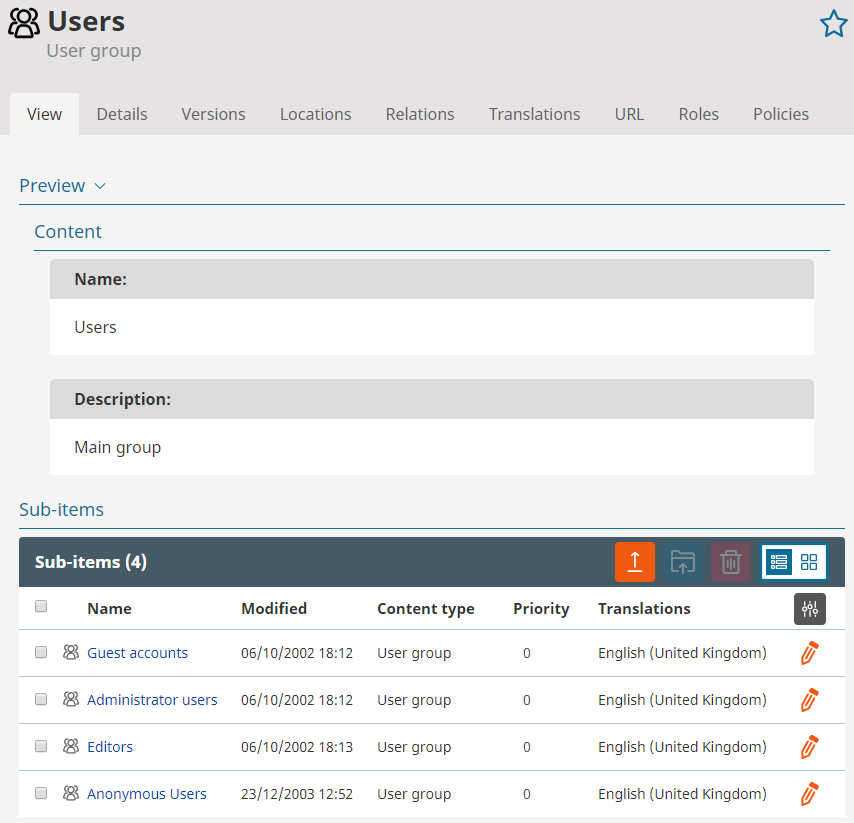 Users
User group
View Details Versions Locations Relations Translations URL Roles Policies
Preview
Content
Name:
Users
Description:
Main group
Sub-items
Sub-items (4)
Name Modified Content type Priority Translations
Guest accounts 06/10/2002 18:12 User group 0 English (United Kingdom)
Administrator users 06/10/2002 18:12 User group 0 English (United Kingdom)
Editors 06/10/2002 18:13 User group 0 English (United Kingdom)
Anonymous Users 23/12/2003 12:52 User group 0 English (United Kingdom)